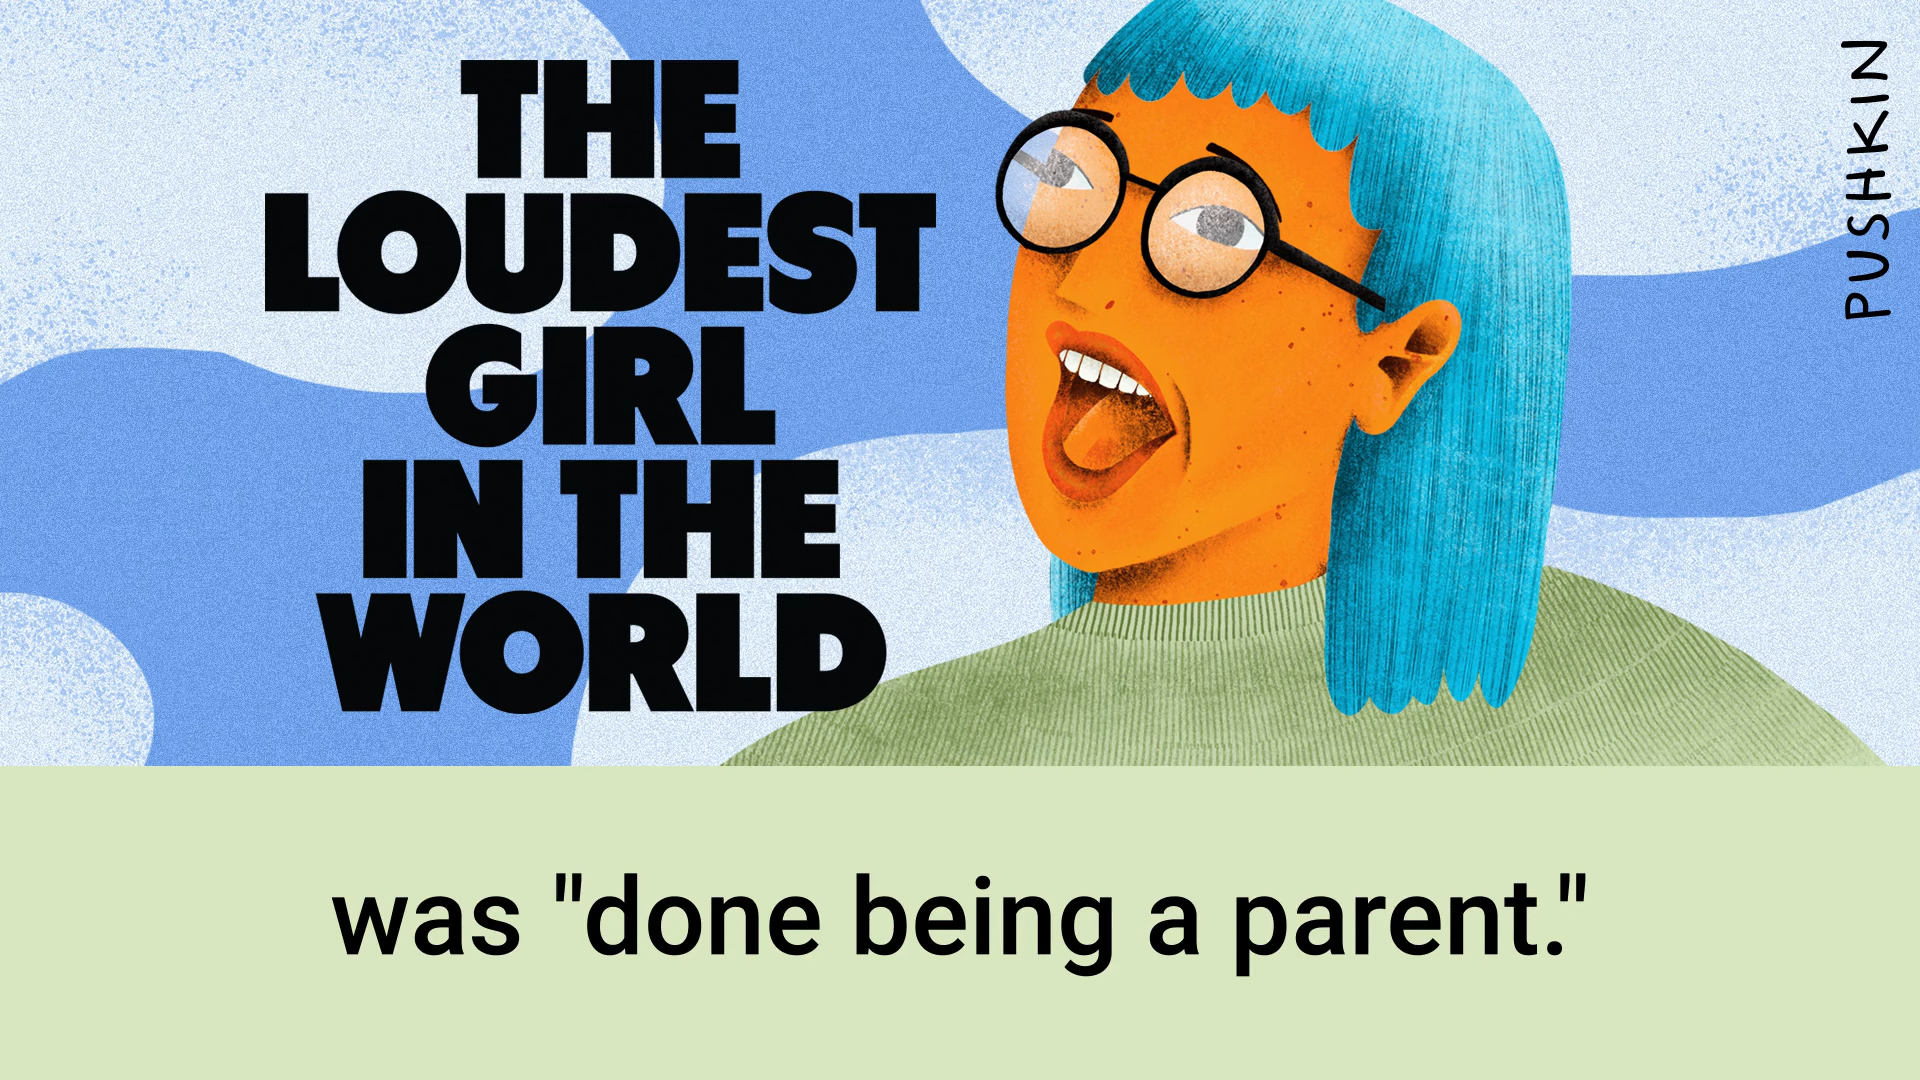 THE
LOUDEST
GIRL
IN THE
WORLD
PUSHKIN
was "done being a parent."